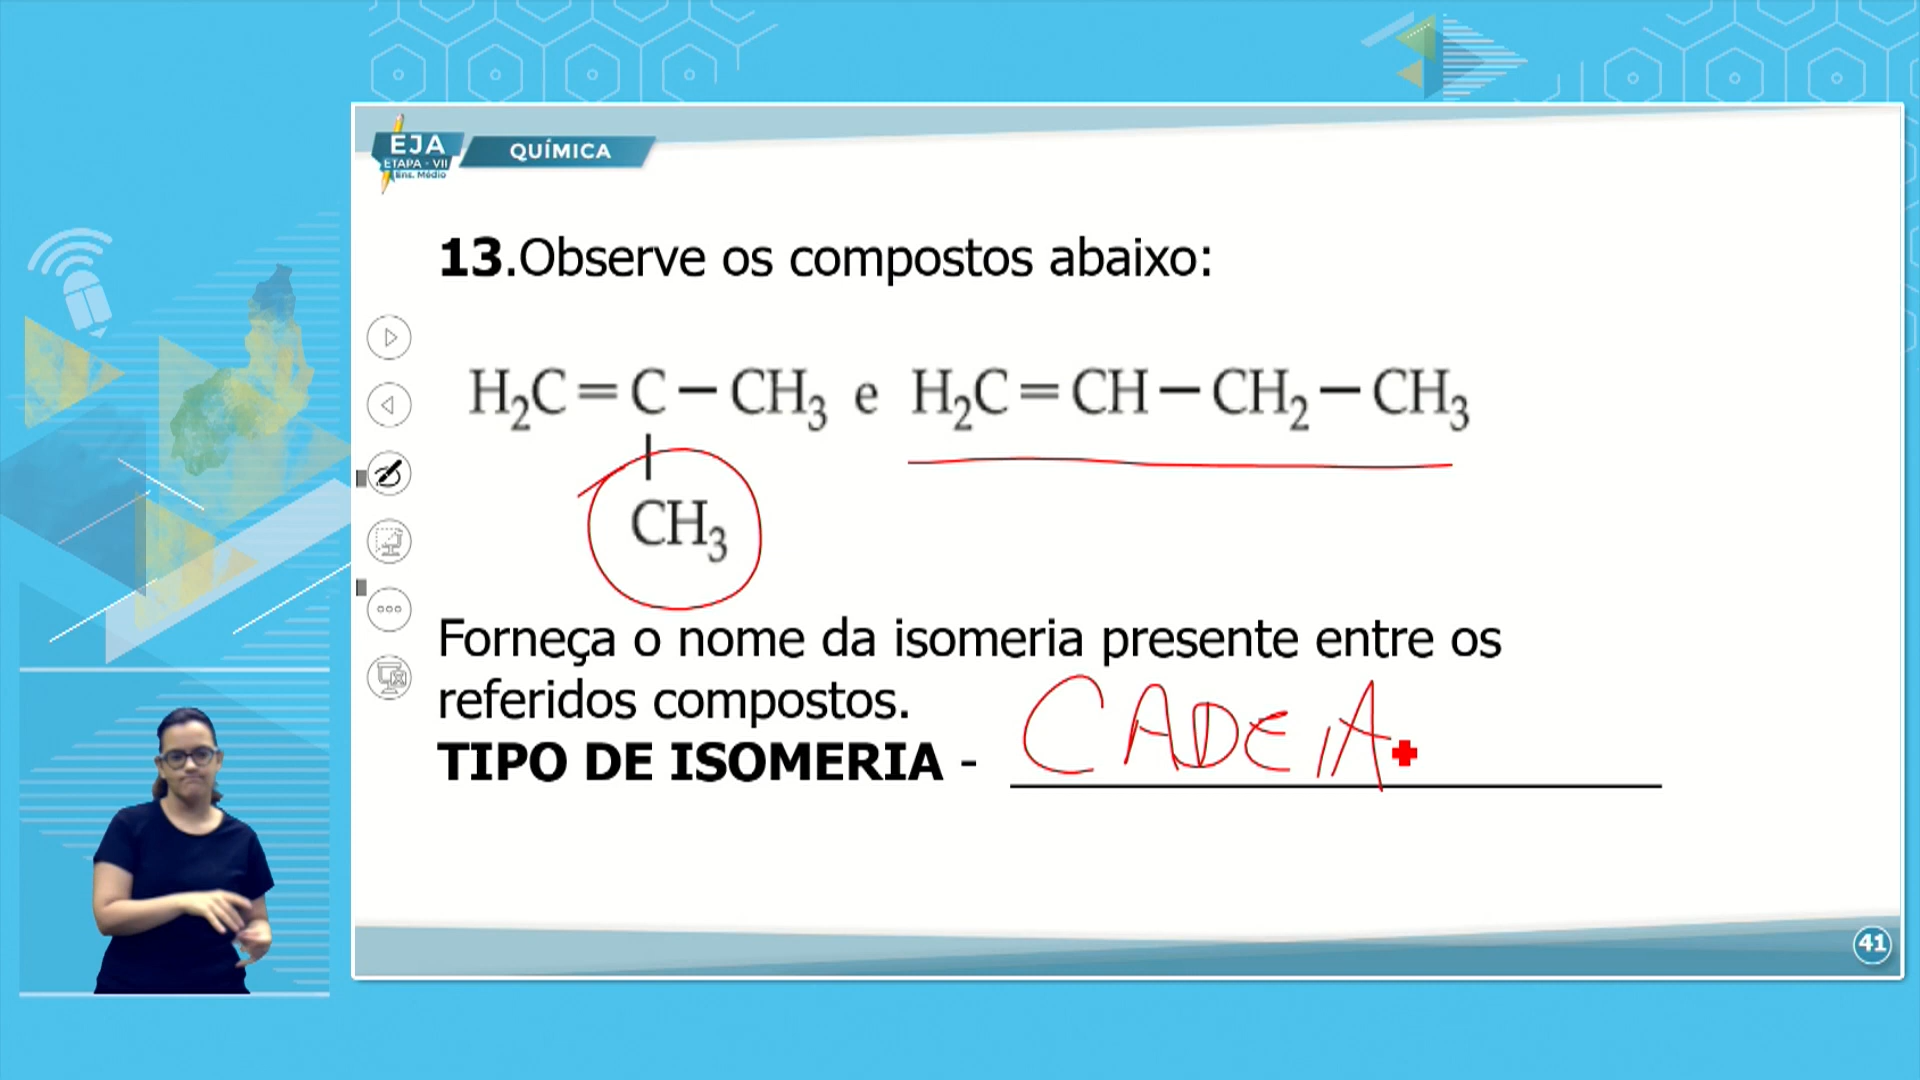 EJA
ETAPA - VII
Ens. Médio
QUÍMICA
13.Observe os compostos abaixo:
H₂C=C−CH₃ e H₂C=CH−CH₂−CH₃
CH₃
Forneça o nome da isomeria presente entre os
referidos compostos.
TIPO DE ISOMERIA - CADEIA
41